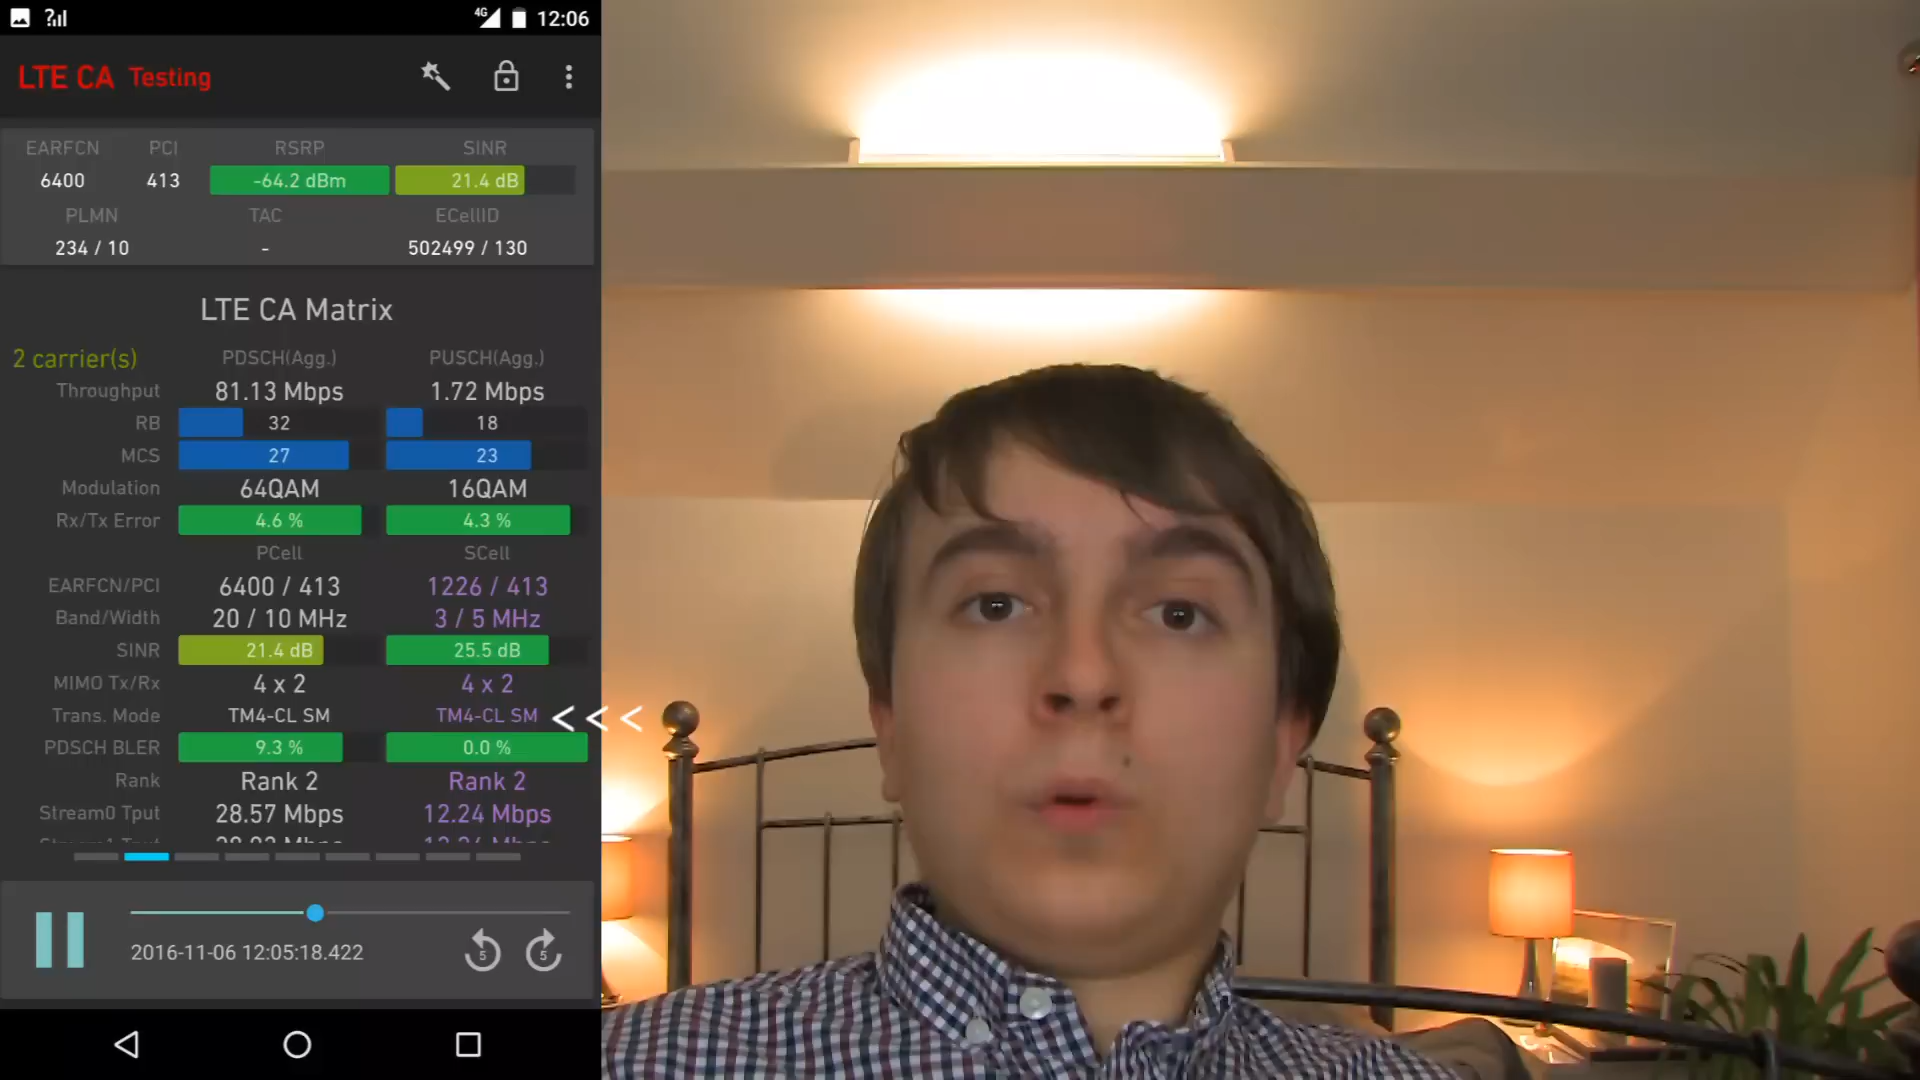 4G 12:06
LTE CA Testing
EARFCN PCI RSRP SINR
6400 413 -64.2 dBm 21.4 dB
PLMN TAC ECellID
234 / 10 - 502499 / 130
LTE CA Matrix
2 carrier(s) PDSCH(Agg.) PUSCH(Agg.)
Throughput 81.13 Mbps 1.72 Mbps
RB 32 18
MCS 27 23
Modulation 64QAM 16QAM
Rx/Tx Error 4.6 % 4.3 %
PCell SCell
EARFCN/PCI 6400 / 413 1226 / 413
Band/Width 20 / 10 MHz 3 / 5 MHz
SINR 21.4 dB 25.5 dB
MIMO Tx/Rx 4 x 2 4 x 2
Trans. Mode TM4-CL SM TM4-CL SM <<<
PDSCH BLER 9.3 % 0.0 %
Rank Rank 2 Rank 2
Stream0 Tput 28.57 Mbps 12.24 Mbps
2016-11-06 12:05:18.422 5 5